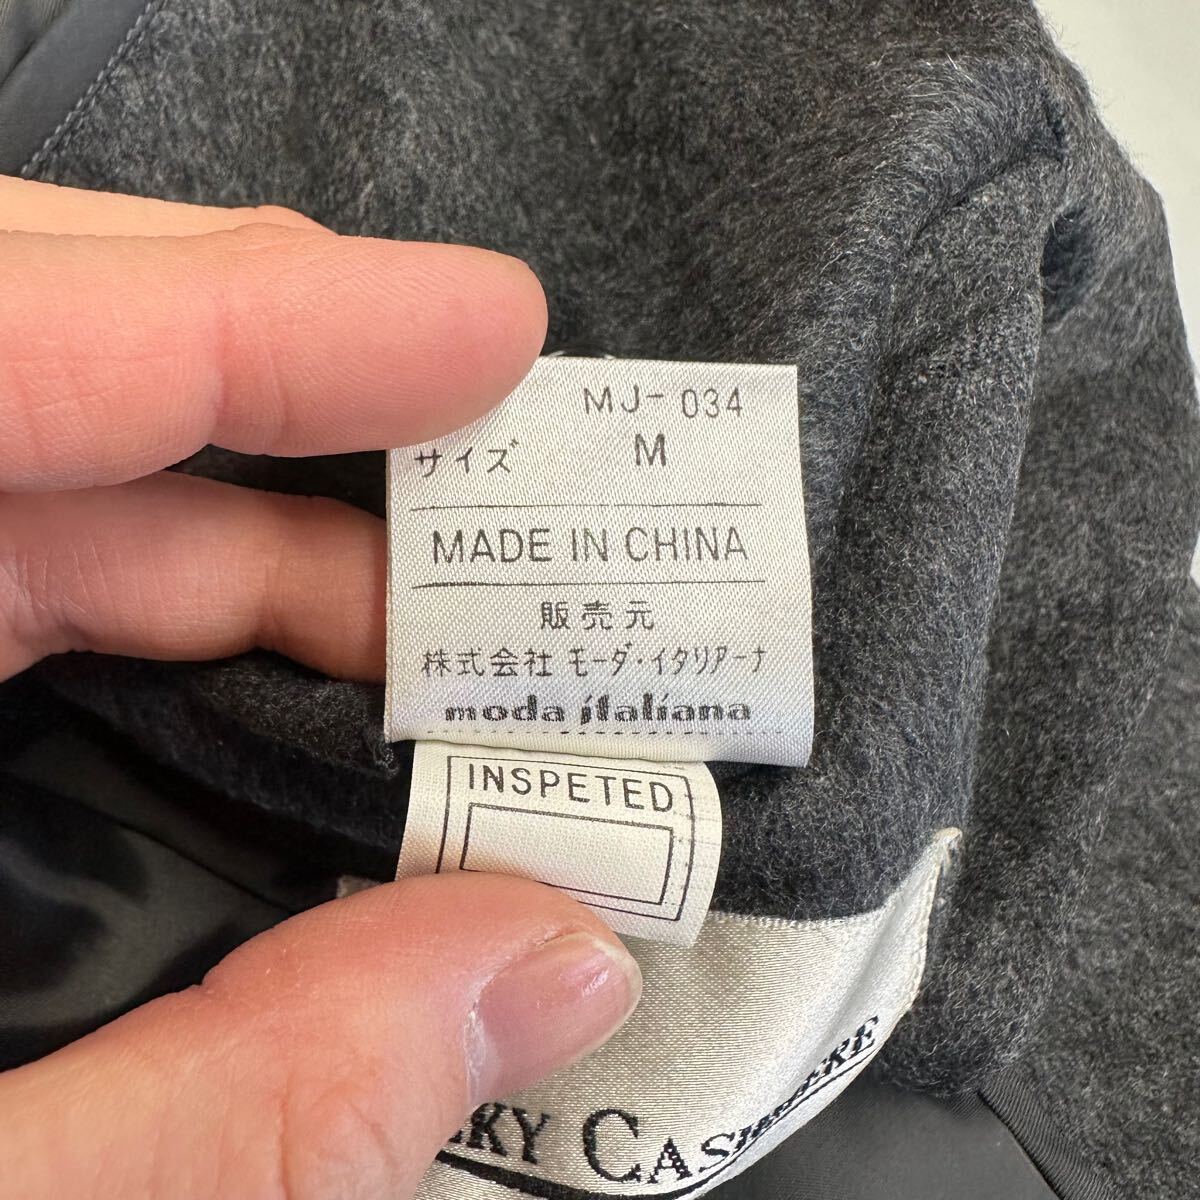 MJ-034
サイズ M
MADE IN CHINA
販売元
株式会社 モーダ・イタリアーナ
moda italiana
INSPETED
CASHMERE